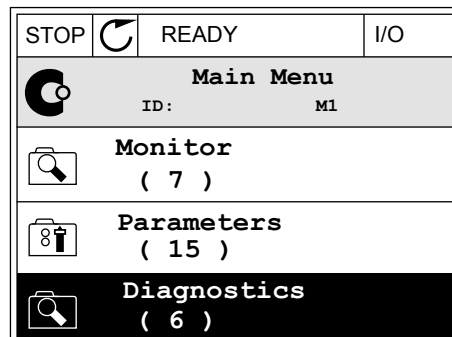 STOP READY I/O
Main Menu
ID: M1
Monitor
( 7 )
Parameters
( 15 )
Diagnostics
( 6 )